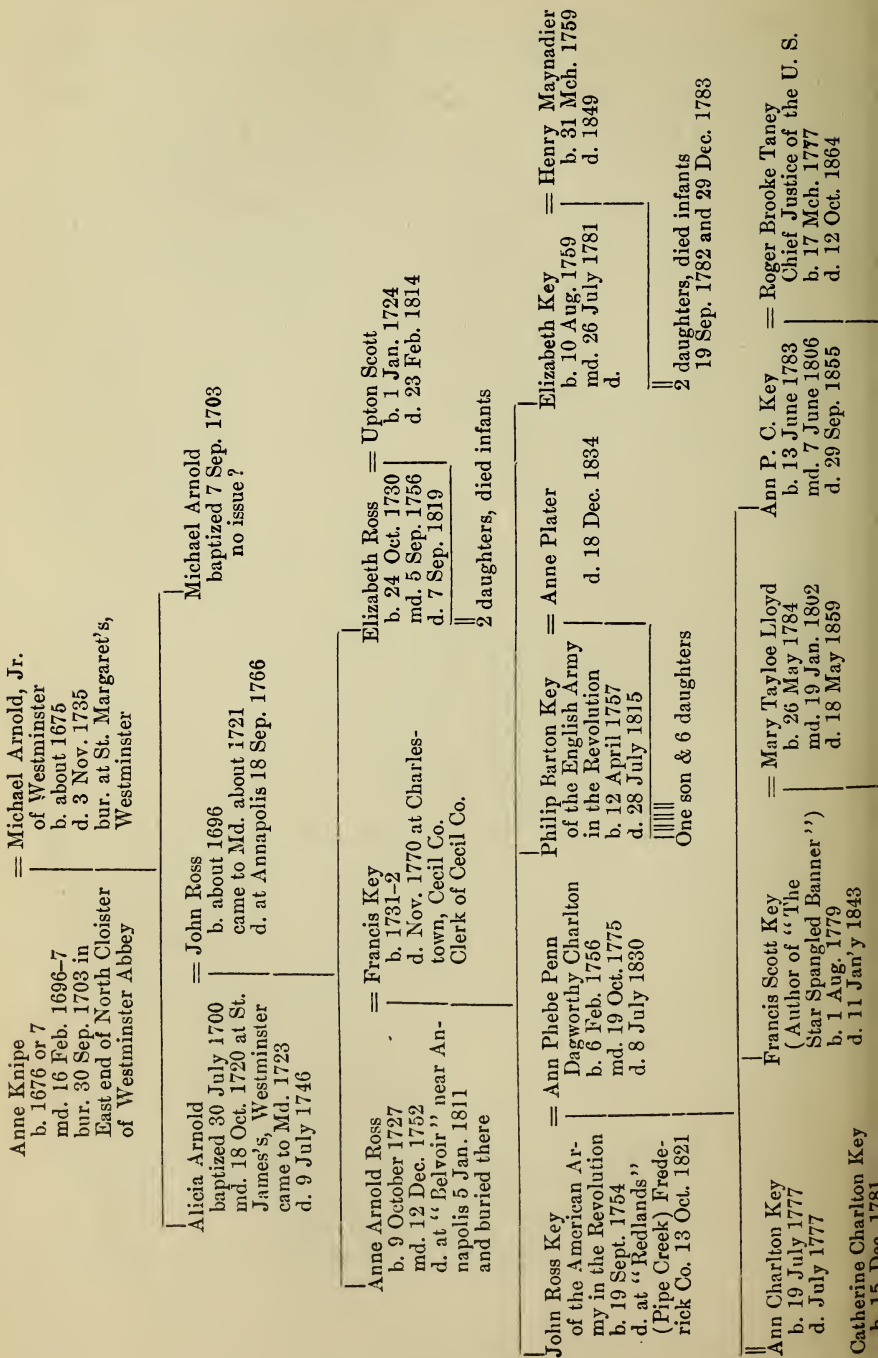 Anne Knipe
b. 1676 or 7
md. 16 Feb. 1696–7
bur. 30 Sep. 1703 in
East end of North Cloister
of Westminster Abbey
= Michael Arnold, Jr.
of Westminster
b. about 1675
d. 3 Nov. 1735
bur. at St. Margaret's,
Westminster
Alicia Arnold
baptized 30 July 1700
md. 18 Oct. 1720 at St.
James's, Westminster
came to Md. 1723
d. 9 July 1746
= John Ross
b. about 1696
came to Md. about 1721
d. at Annapolis 18 Sep. 1766
Michael Arnold
baptized 7 Sep. 1703
no issue?
Anne Arnold Ross
b. 9 October 1727
md. 12 Dec. 1752
d. at “Belvoir” near An-
napolis 5 Jan. 1811
and buried there
= Francis Key
b. 1731–2
d. Nov. 1770 at Charles-
town, Cecil Co.
Clerk of Cecil Co.
Elizabeth Ross
b. 24 Oct. 1730
md. 5 Sep. 1756
d. 7 Sep. 1819
= Upton Scott
b. 1 Jan. 1724
d. 23 Feb. 1814
2 daughters, died infants
John Ross Key
of the American Ar-
my in the Revolution
b. 19 Sept. 1754
d. at “Redlands”
(Pipe Creek) Frede-
rick Co. 13 Oct. 1821
= Ann Phebe Penn
Dagworthy Charlton
b. 6 Feb. 1756
md. 19 Oct. 1775
d. 8 July 1830
Philip Barton Key
of the English Army
in the Revolution
b. 12 April 1757
d. 28 July 1815
= Anne Plater
d. 18 Dec. 1834
One son & 6 daughters
Elizabeth Key
b. 10 Aug. 1759
md. 26 July 1781
d.
= Henry Maynadier
b. 31 Mch. 1759
d. 1849
2 daughters, died infants
19 Sep. 1782 and 29 Dec. 1783
Ann Charlton Key
b. 19 July 1777
d. July 1777
Catherine Charlton Key
b. 15 Dec. 1781
Francis Scott Key
(Author of “The
Star Spangled Banner”)
b. 1 Aug. 1779
d. 11 Jan'y 1843
= Mary Tayloe Lloyd
b. 26 May 1784
md. 19 Jan. 1802
d. 18 May 1859
Ann P. C. Key
b. 13 June 1783
md. 7 June 1806
d. 29 Sep. 1855
= Roger Brooke Taney
Chief Justice of the U. S.
b. 17 Mch. 1777
d. 12 Oct. 1864